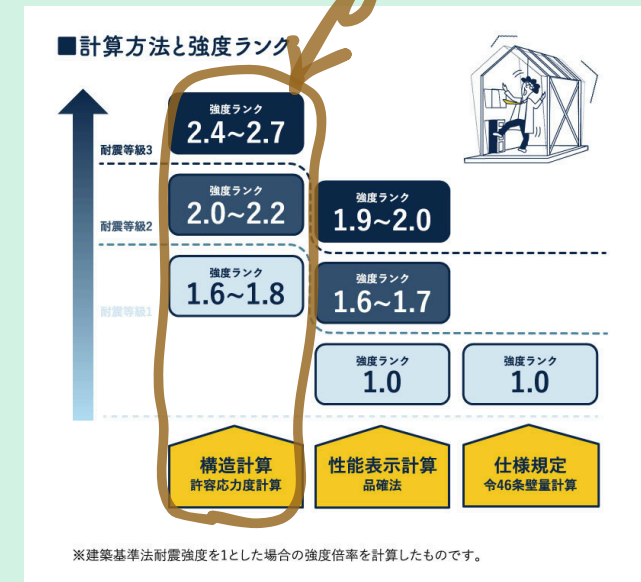 ■計算方法と強度ランク
強度ランク
2.4~2.7
耐震等級3
強度ランク
2.0~2.2
強度ランク
1.9~2.0
耐震等級2
強度ランク
1.6~1.8
強度ランク
1.6~1.7
耐震等級1
強度ランク
1.0
強度ランク
1.0
構造計算
許容応力度計算
性能表示計算
品確法
仕様規定
令46条壁量計算
※建築基準法耐震強度を1とした場合の強度倍率を計算したものです。